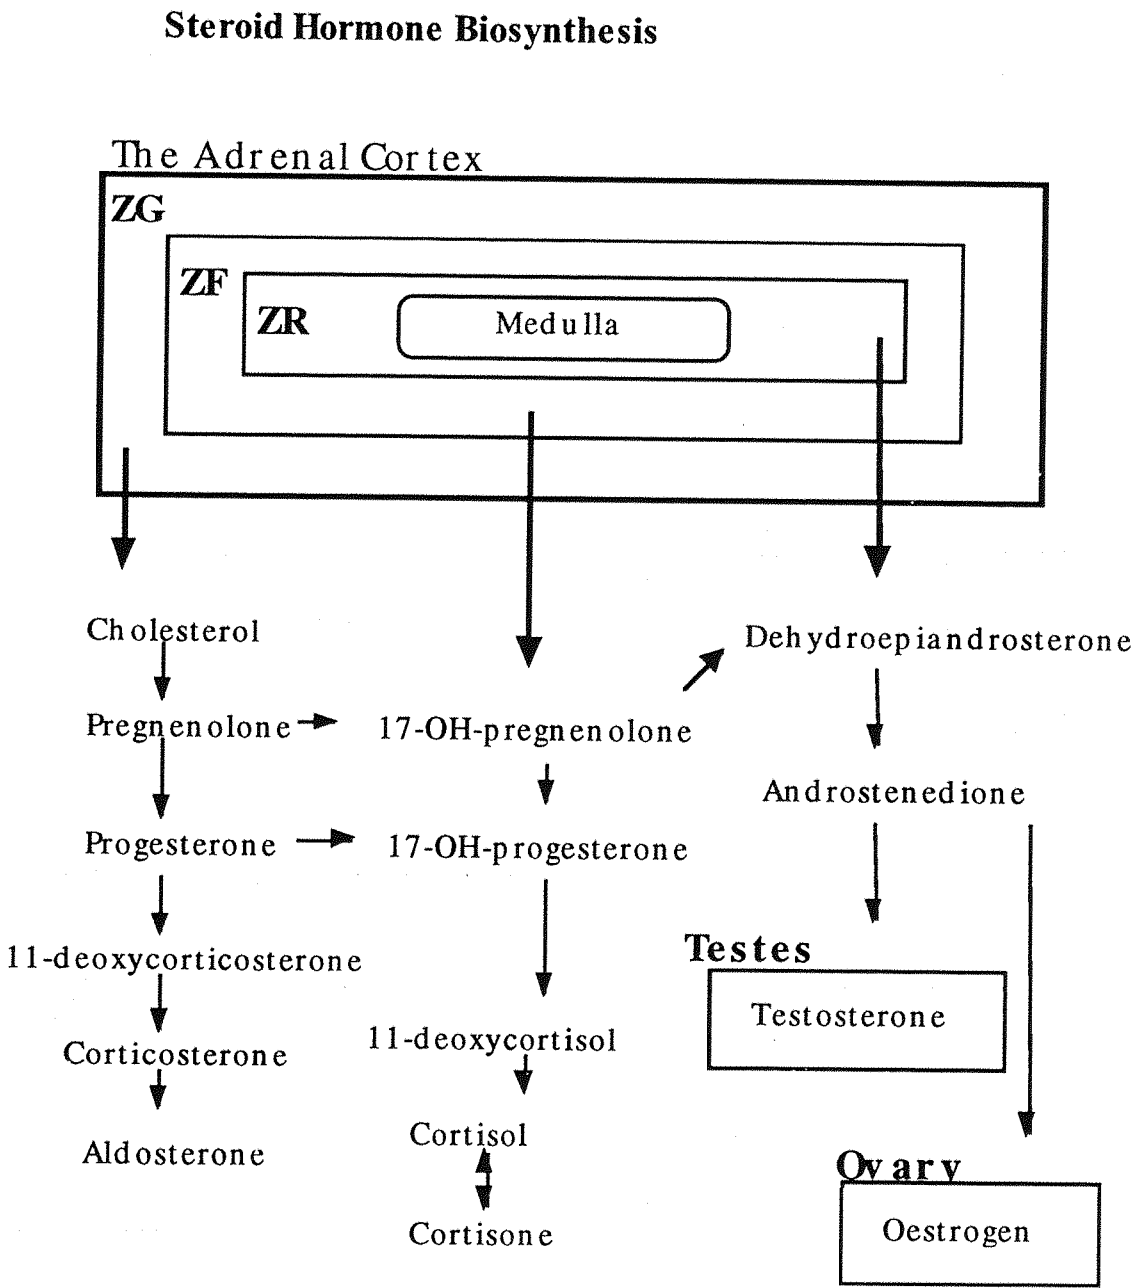 Steroid Hormone Biosynthesis
The Adrenal Cortex
ZG
ZF
ZR
Medulla
Cholesterol
Dehydroepiandrosterone
Pregnenolone
17-OH-pregnenolone
Androstenedione
Progesterone
17-OH-progesterone
Testes
11-deoxycorticosterone
Testosterone
Corticosterone
11-deoxycortisol
Cortisol
Aldosterone
Ovary
Oestrogen
Cortisone